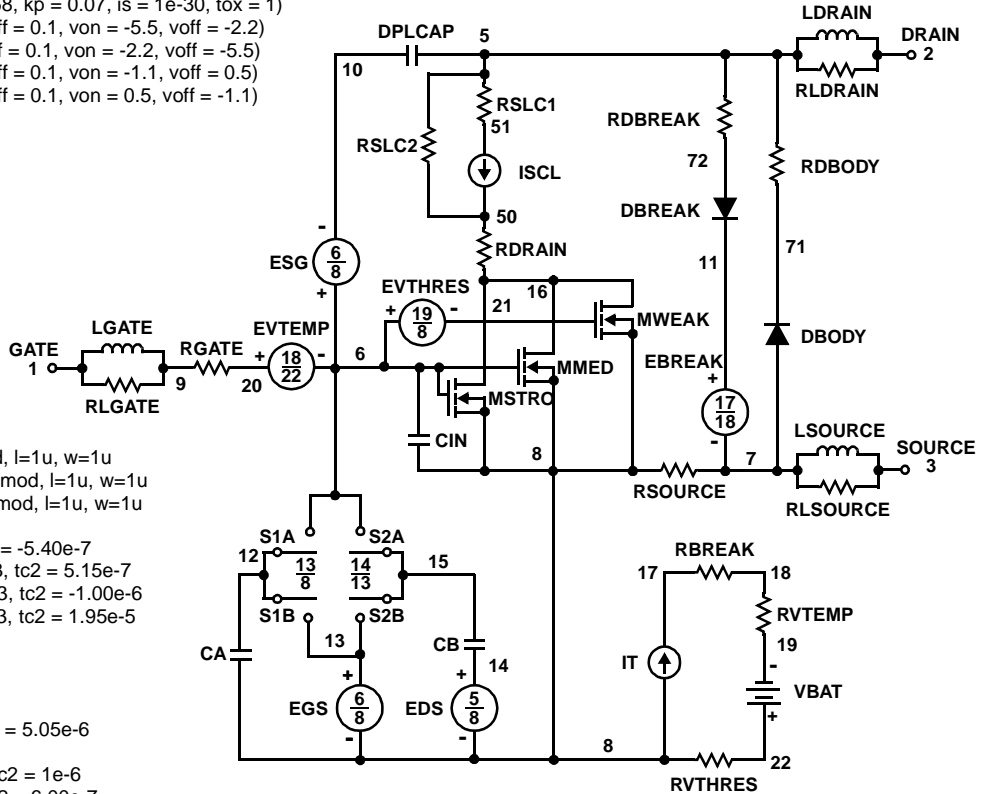 8, kp = 0.07, is = 1e-30, tox = 1)
ff = 0.1, von = -5.5, voff = -2.2)
f = 0.1, von = -2.2, voff = -5.5)
ff = 0.1, von = -1.1, voff = 0.5)
ff = 0.1, von = 0.5, voff = -1.1)
LDRAIN
DPLCAP
5
DRAIN
2
10
RLDRAIN
RSLC1
51
RDBREAK
RSLC2
72
ISCL
RDBODY
DBREAK
50
RDRAIN
71
ESG
6
8
-
+
11
EVTHRES
16
21
+
19
8
-
MWEAK
LGATE
EVTEMP
DBODY
GATE
1
RGATE
+
18
22
-
6
MMED
EBREAK
9
20
MSTRO
+
17
18
-
RLGATE
CIN
8
LSOURCE
7
SOURCE
3
RSOURCE
RLSOURCE
d, l=1u, w=1u
mod, l=1u, w=1u
mod, l=1u, w=1u
= -5.40e-7
3, tc2 = 5.15e-7
3, tc2 = -1.00e-6
3, tc2 = 1.95e-5
S1A
S2A
12
13
8
14
13
15
S1B
S2B
13
CA
CB
14
+
EGS
6
8
-
+
EDS
5
8
-
RBREAK
17
18
RVTEMP
19
IT
-
VBAT
+
8
22
RVTHRES
= 5.05e-6
c2 = 1e-6